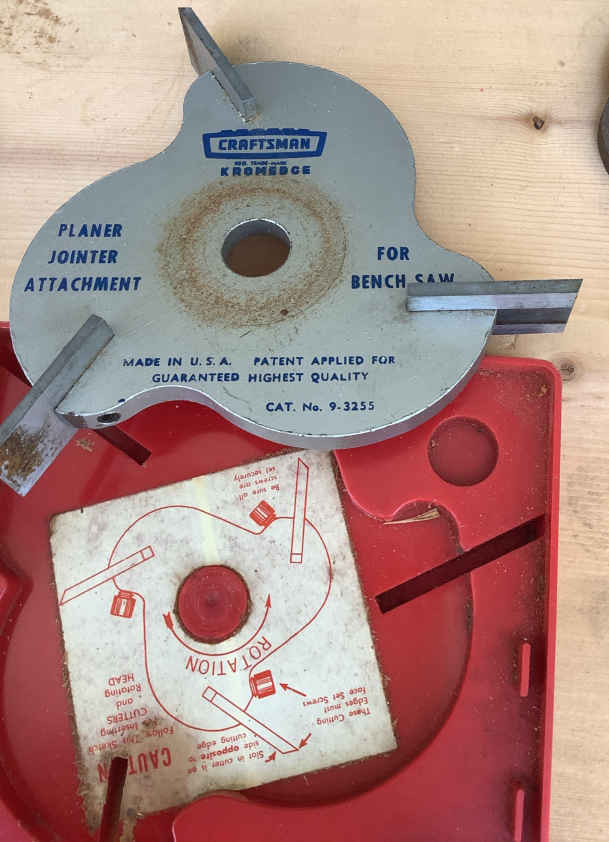 CRAFTSMAN
REG. TRADE-MARK
KROMEDGE
PLANER
JOINTER
ATTACHMENT
FOR
BENCH SAW
MADE IN U.S.A. PATENT APPLIED FOR
GUARANTEED HIGHEST QUALITY
CAT. No. 9-3255
CAUTION
Follow This Sketch
For Inserting
CUTTERS
and
Rotating
HEAD
Slot in cutter is on
side opposite to
cutting edge
These Cutting
Edges must
face Set Screws
ROTATION
Be sure all
screws are
set securely